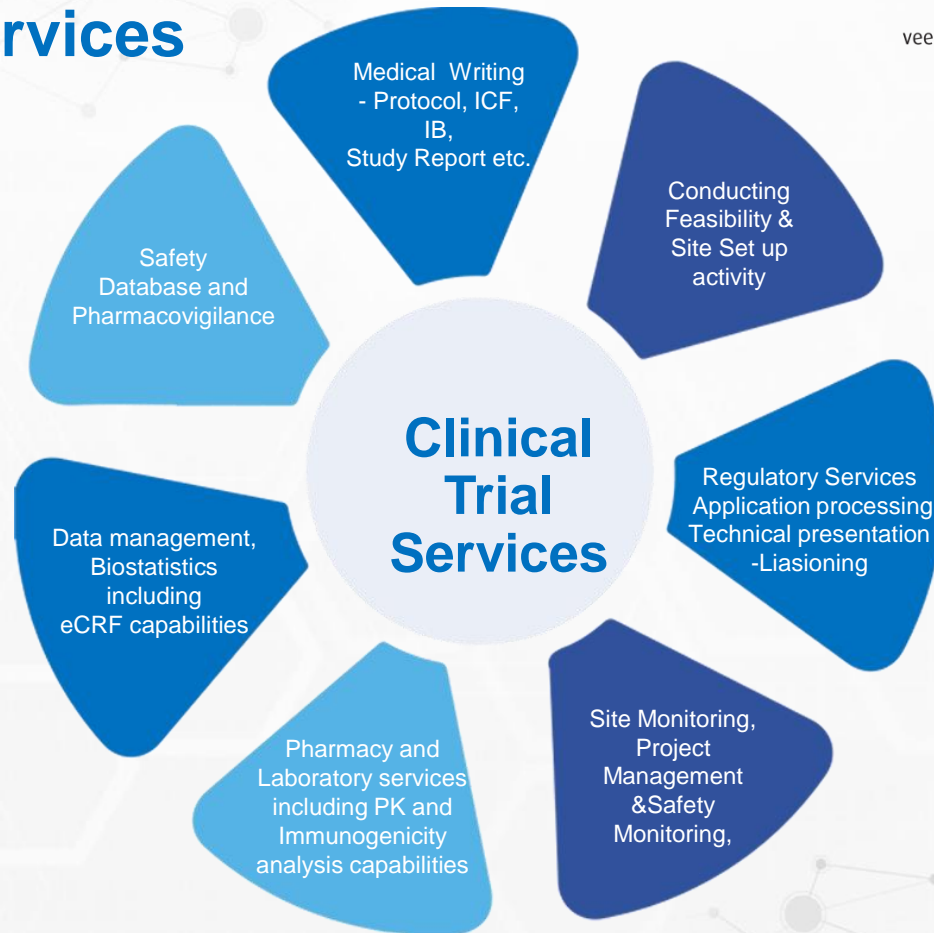 rvices
vee
Medical Writing
- Protocol, ICF,
IB,
Study Report etc.
Conducting
Feasibility &
Site Set up
activity
Regulatory Services
Application processing
Technical presentation
-Liasioning
Site Monitoring,
Project
Management
&Safety
Monitoring,
Pharmacy and
Laboratory services
including PK and
Immunogenicity
analysis capabilities
Data management,
Biostatistics
including
eCRF capabilities
Safety
Database and
Pharmacovigilance
Clinical
Trial
Services